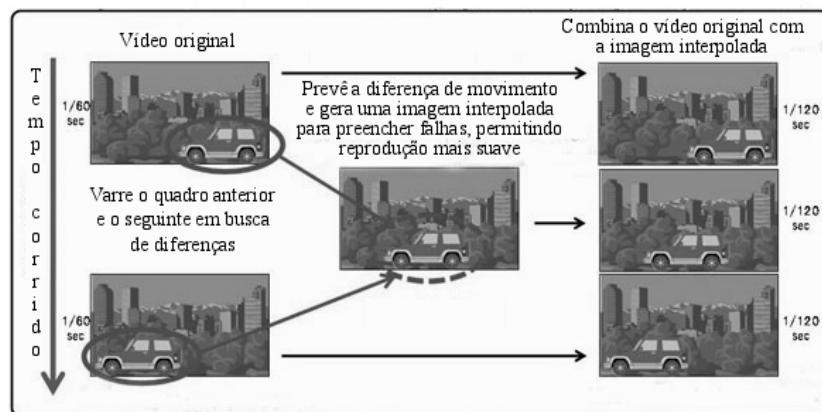 Tempo corrido
Vídeo original
1/60
sec
Varre o quadro anterior
e o seguinte em busca
de diferenças
1/60
sec
Prevê a diferença de movimento
e gera uma imagem interpolada
para preencher falhas, permitindo
reprodução mais suave
Combina o vídeo original com
a imagem interpolada
1/120
sec
1/120
sec
1/120
sec